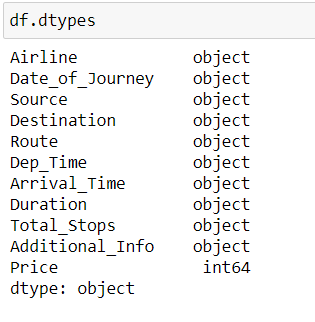 df.dtypes
Airline object
Date_of_Journey object
Source object
Destination object
Route object
Dep_Time object
Arrival_Time object
Duration object
Total_Stops object
Additional_Info object
Price int64
dtype: object